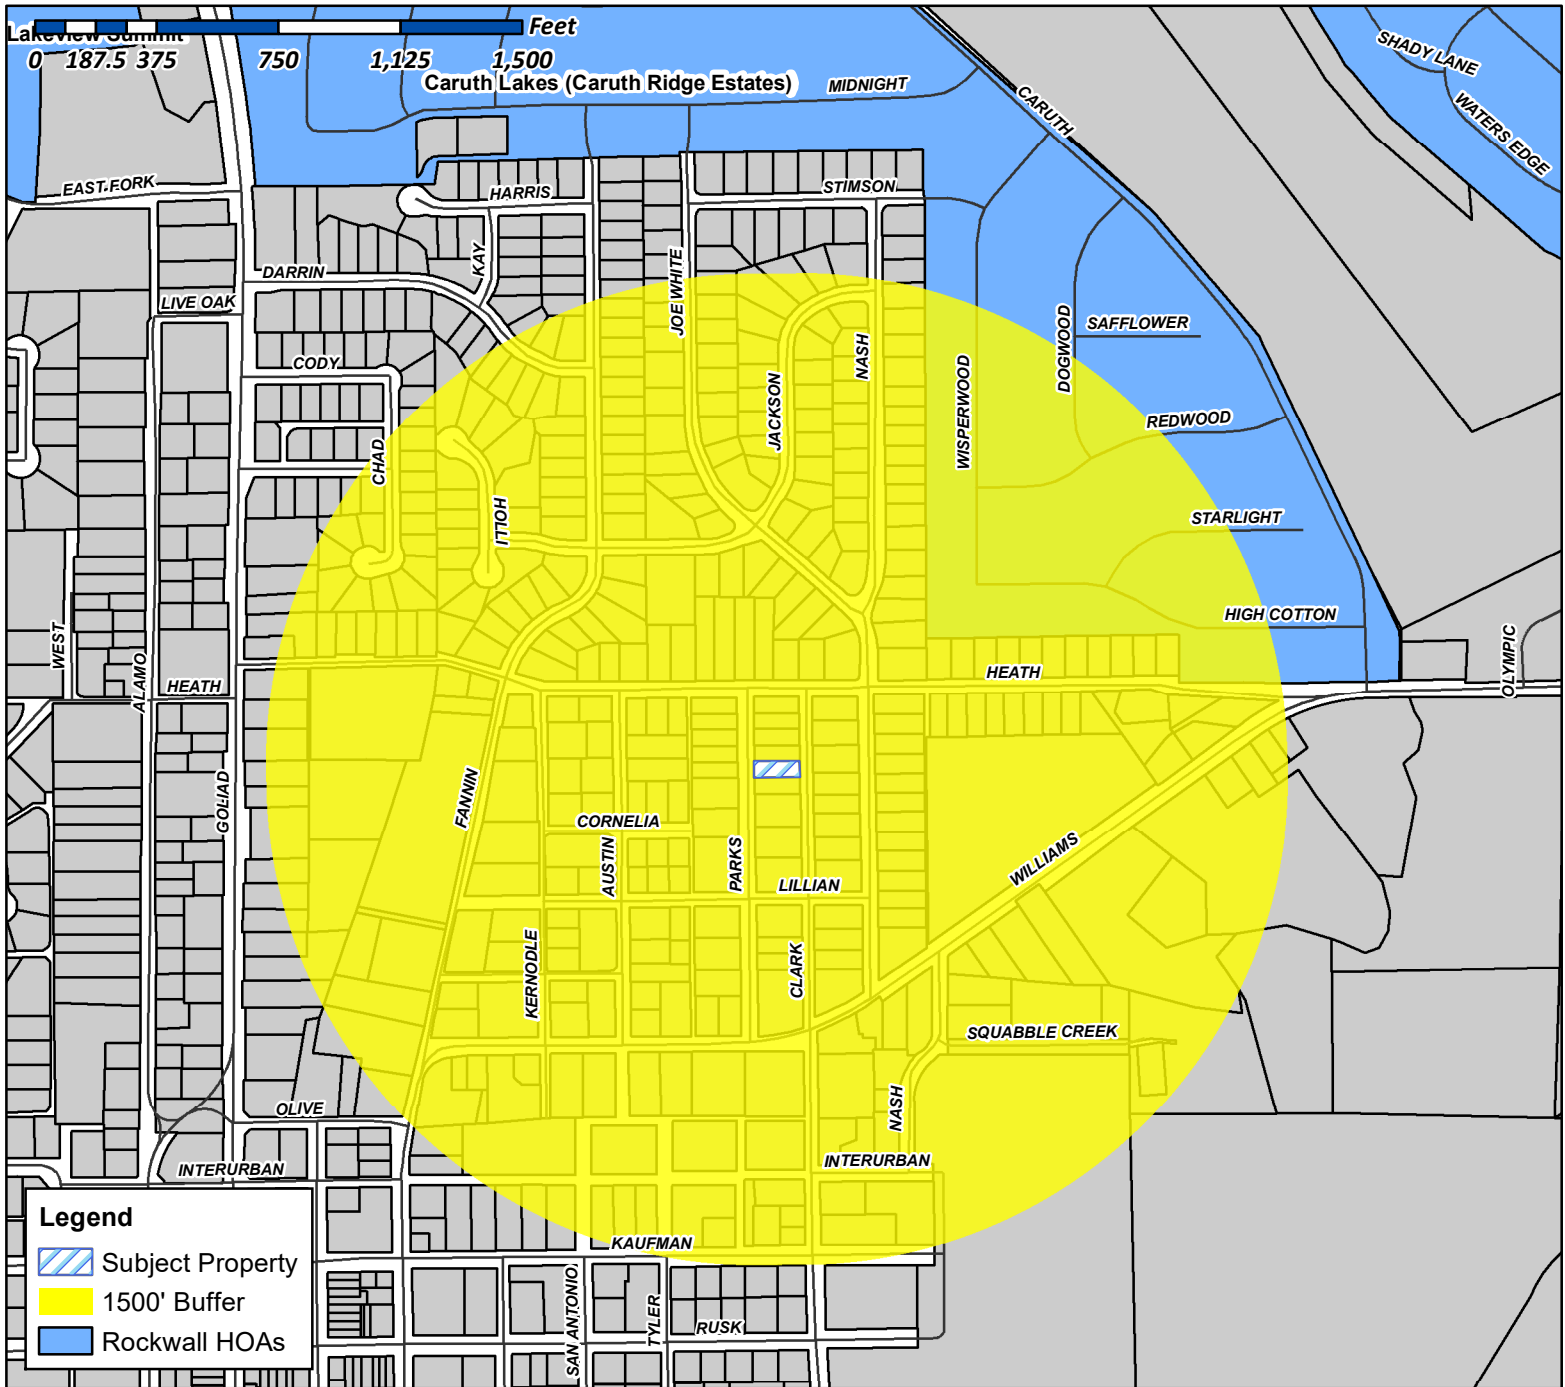 Lakeview Summit
Feet
0 187.5 375 750 1,125 1,500
Caruth Lakes (Caruth Ridge Estates)
MIDNIGHT
CARUTH
SHADY LANE
WATERS EDGE
EAST FORK
HARRIS
STIMSON
KAY
JOE WHITE
DARRIN
LIVE OAK
CODY
CHAD
HOLLI
JACKSON
NASH
WISPERWOOD
DOGWOOD
SAFFLOWER
REDWOOD
STARLIGHT
HIGH COTTON
OLYMPIC
WEST
ALAMO
HEATH
HEATH
GOLIAD
FANNIN
CORNELIA
AUSTIN
PARKS
LILLIAN
WILLIAMS
KERNODLE
CLARK
SQUABBLE CREEK
NASH
OLIVE
INTERURBAN
INTERURBAN
KAUFMAN
SAN ANTONIO
TYLER
RUSK
Legend
Subject Property
1500' Buffer
Rockwall HOAs